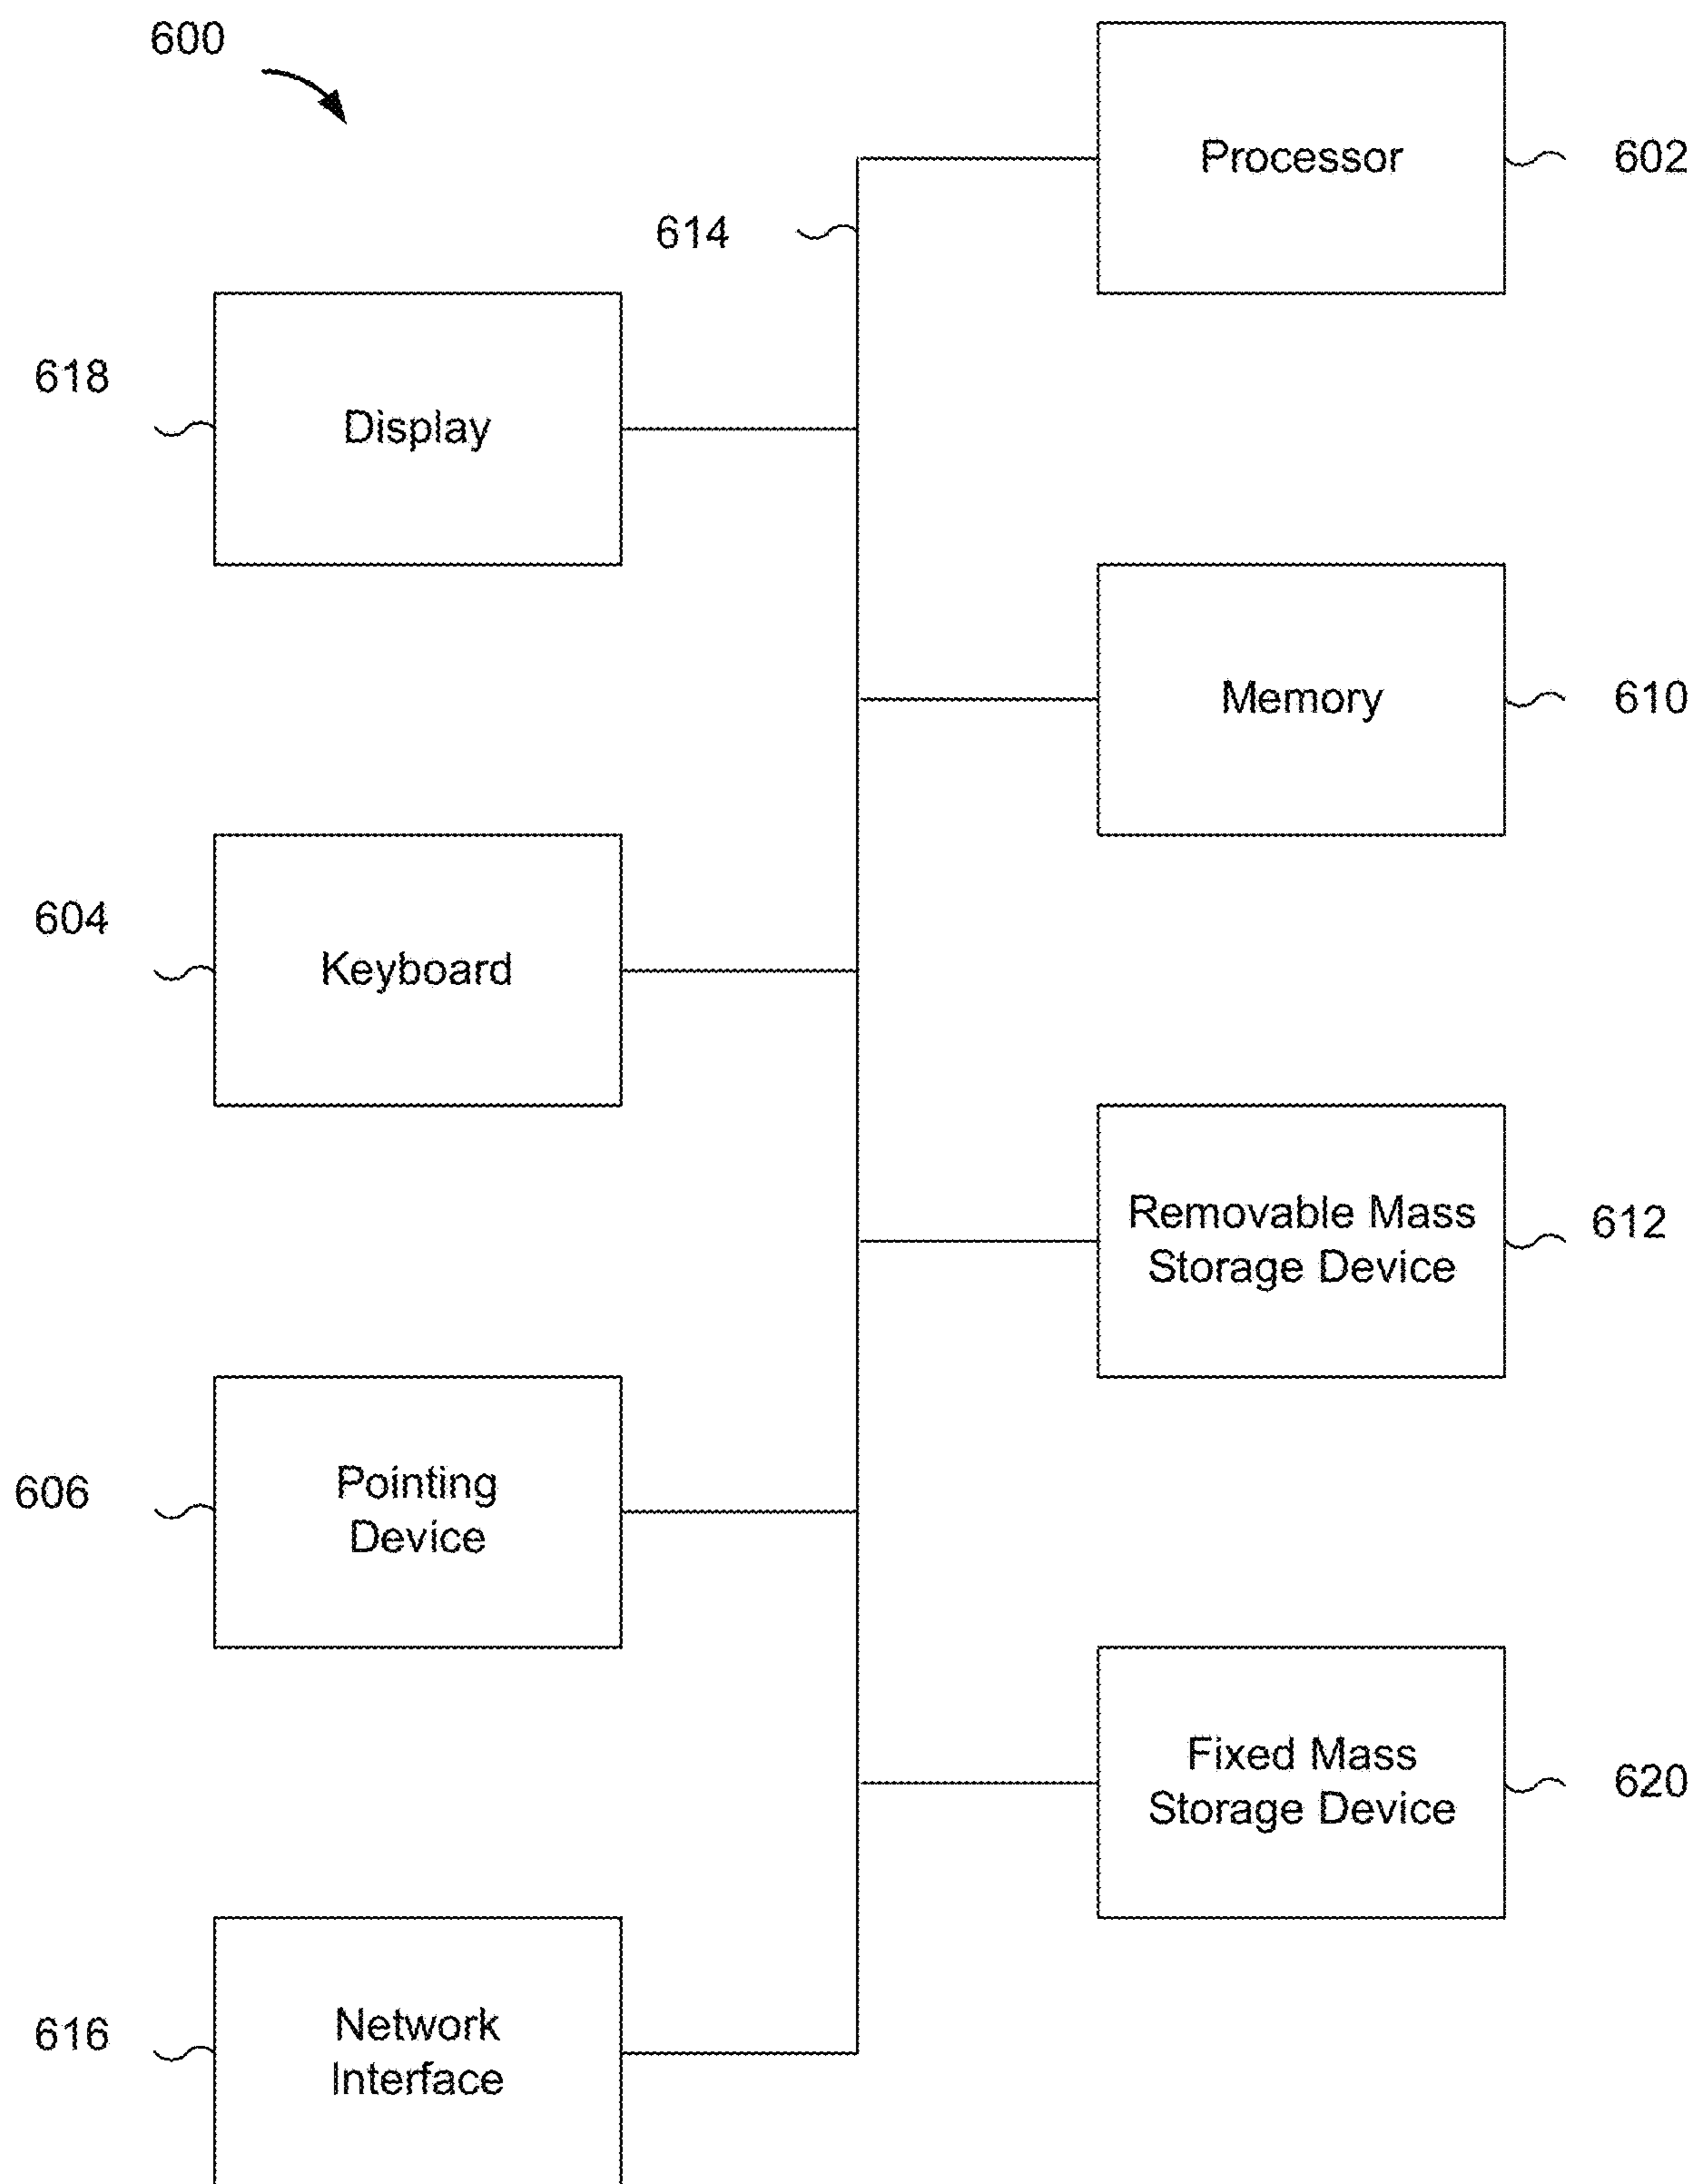 600
Processor
602
614
618
Display
Memory
610
604
Keyboard
Removable Mass
Storage Device
612
606
Pointing
Device
Fixed Mass
Storage Device
620
616
Network
Interface